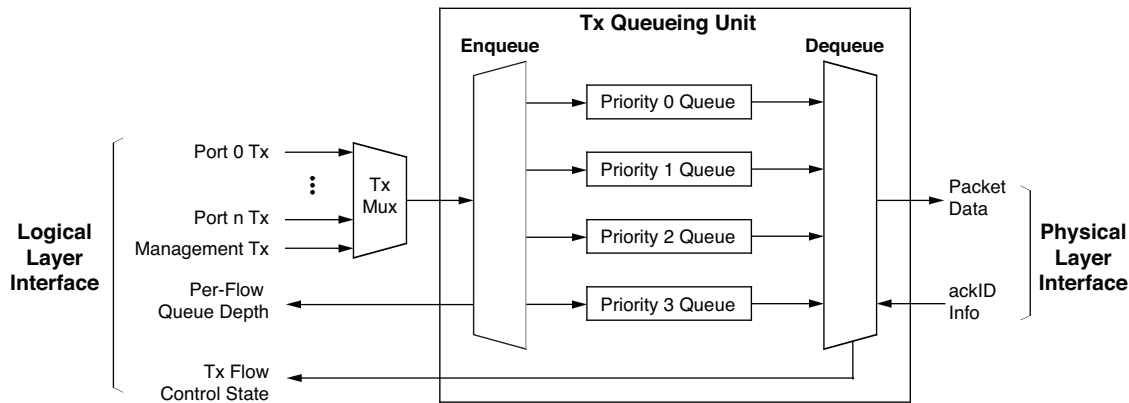 Tx Queueing Unit
Enqueue
Dequeue
Priority 0 Queue
Priority 1 Queue
Priority 2 Queue
Priority 3 Queue
Port 0 Tx
Port n Tx
Management Tx
Tx
Mux
Per-Flow
Queue Depth
Tx Flow
Control State
Logical
Layer
Interface
Packet
Data
ackID
Info
Physical
Layer
Interface